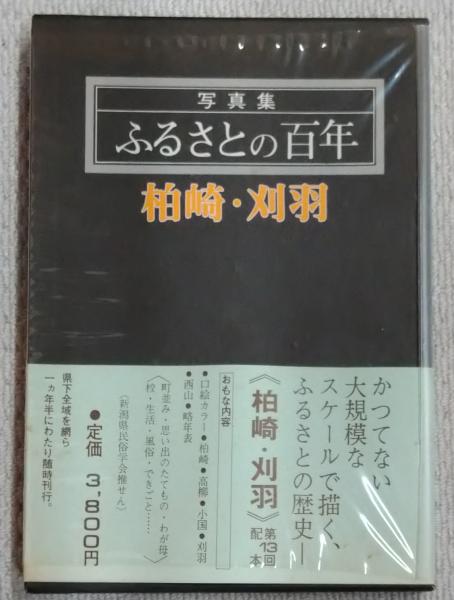 写真集
ふるさとの百年
柏崎・刈羽
かつてない
大規模な
スケールで描く、
ふるさとの歴史―
《柏崎・刈羽》第13回配本
おもな内容
●口絵カラー●柏崎●高柳●小国●刈羽
●西山●略年表
〈町並み・思い出のたてもの・わが母
校・生活・風俗・できごと……〉
(新潟県民俗学会推せん)
●定価 3,800円
県下全域を網ら
一ヵ年半にわたり随時刊行。